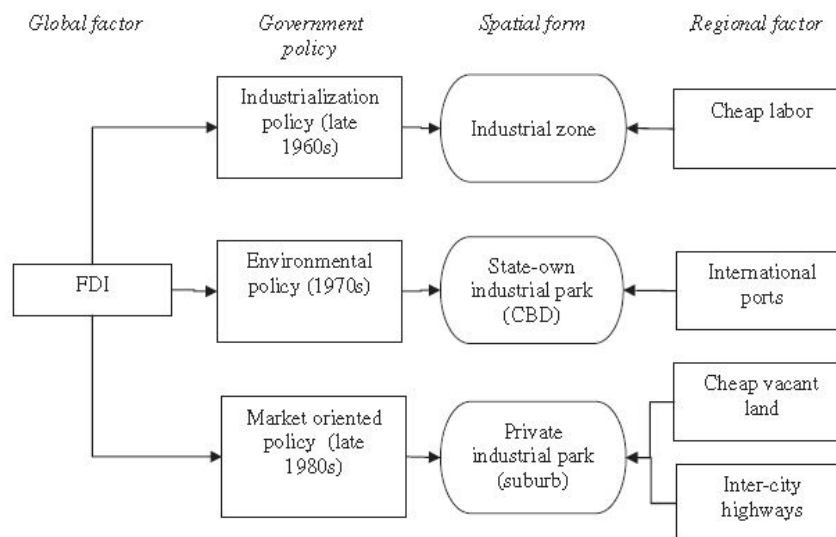 Global factor
Government
policy
Spatial form
Regional factor
Industrialization
policy (late
1960s)
Industrial zone
Cheap labor
FDI
Environmental
policy (1970s)
State-own
industrial park
(CBD)
International
ports
Market oriented
policy (late
1980s)
Private
industrial park
(suburb)
Cheap vacant
land
Inter-city
highways